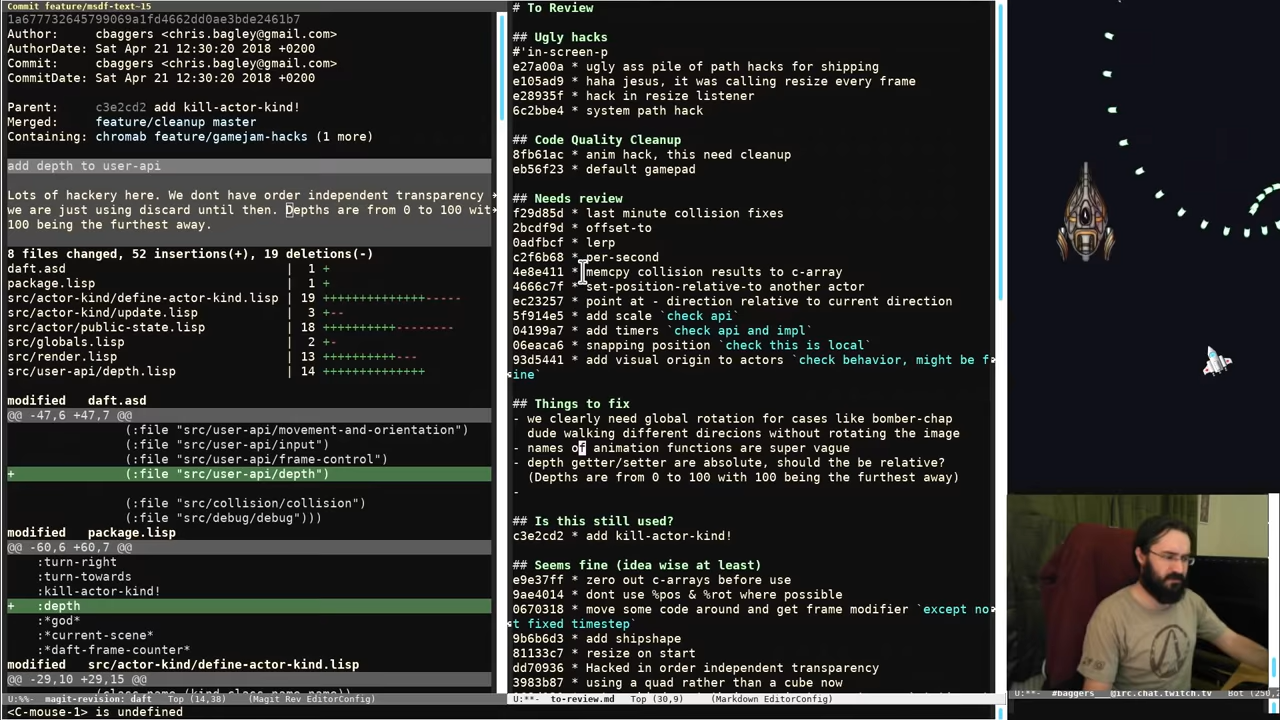 Commit feature/msdf-text~15
1a677732645799069a1fd4662dd0ae3bde2461b7
Author:     cbaggers <chris.bagley@gmail.com>
AuthorDate: Sat Apr 21 12:30:20 2018 +0200
Commit:     cbaggers <chris.bagley@gmail.com>
CommitDate: Sat Apr 21 12:30:20 2018 +0200
Parent:     c3e2cd2 add kill-actor-kind!
Merged:     feature/cleanup master
Containing: chromab feature/gamejam-hacks (1 more)
add depth to user-api
Lots of hackery here. We dont have order independent transparency
we are just using discard until then. Depths are from 0 to 100 wit
100 being the furthest away.
8 files changed, 52 insertions(+), 19 deletions(-)
daft.asd                             |  1 +
package.lisp                         |  1 +
src/actor-kind/define-actor-kind.lisp | 19 ++++++++++++++-----
src/actor-kind/update.lisp           |  3 +--
src/actor/public-state.lisp          | 18 ++++++++++--------
src/globals.lisp                     |  2 +-
src/render.lisp                      | 13 ++++++++++---
src/user-api/depth.lisp              | 14 ++++++++++++++
modified   daft.asd
@@ -47,6 +47,7 @@
(:file "src/user-api/movement-and-orientation")
(:file "src/user-api/input")
(:file "src/user-api/frame-control")
+ (:file "src/user-api/depth")
(:file "src/collision/collision")
(:file "src/debug/debug")))
modified   package.lisp
@@ -60,6 +60,7 @@
:turn-right
:turn-towards
:kill-actor-kind!
+   :depth
:*god*
:*current-scene*
:*daft-frame-counter*
modified   src/actor-kind/define-actor-kind.lisp
@@ -29,10 +29,15 @@
U:%%-  magit-revision: daft   Top (14,38)   (Magit Rev EditorConfig)
<C-mouse-1> is undefined
# To Review
## Ugly hacks
#'in-screen-p
e27a00a * ugly ass pile of path hacks for shipping
e105ad9 * haha jesus, it was calling resize every frame
e28935f * hack in resize listener
6c2bbe4 * system path hack
## Code Quality Cleanup
8fb61ac * anim hack, this need cleanup
eb56f23 * default gamepad
## Needs review
f29d85d * last minute collision fixes
2bcdf9d * offset-to
0adfbcf * lerp
c2f6b68 * per-second
4e8e411 * memcpy collision results to c-array
4666c7f * set-position-relative-to another actor
ec23257 * point at - direction relative to current direction
5f914e5 * add scale `check api`
04199a7 * add timers `check api and impl`
06eaca6 * snapping position `check this is local`
93d5441 * add visual origin to actors `check behavior, might be f
ine`
## Things to fix
- we clearly need global rotation for cases like bomber-chap
dude walking different direcions without rotating the image
- names of animation functions are super vague
- depth getter/setter are absolute, should the be relative?
(Depths are from 0 to 100 with 100 being the furthest away)
-
## Is this still used?
c3e2cd2 * add kill-actor-kind!
## Seems fine (idea wise at least)
e9e37ff * zero out c-arrays before use
9ae4014 * dont use %pos & %rot where possible
0670318 * move some code around and get frame modifier `except no
t fixed timestep`
9b6b6d3 * add shipshape
81133c7 * resize on start
dd70936 * Hacked in order independent transparency
3983b87 * using a quad rather than a cube now
U:**-  to-review.md   Top (30,9)   (Markdown EditorConfig)
U:**-  #baggers__@irc.chat.twitch.tv   Bot (250,